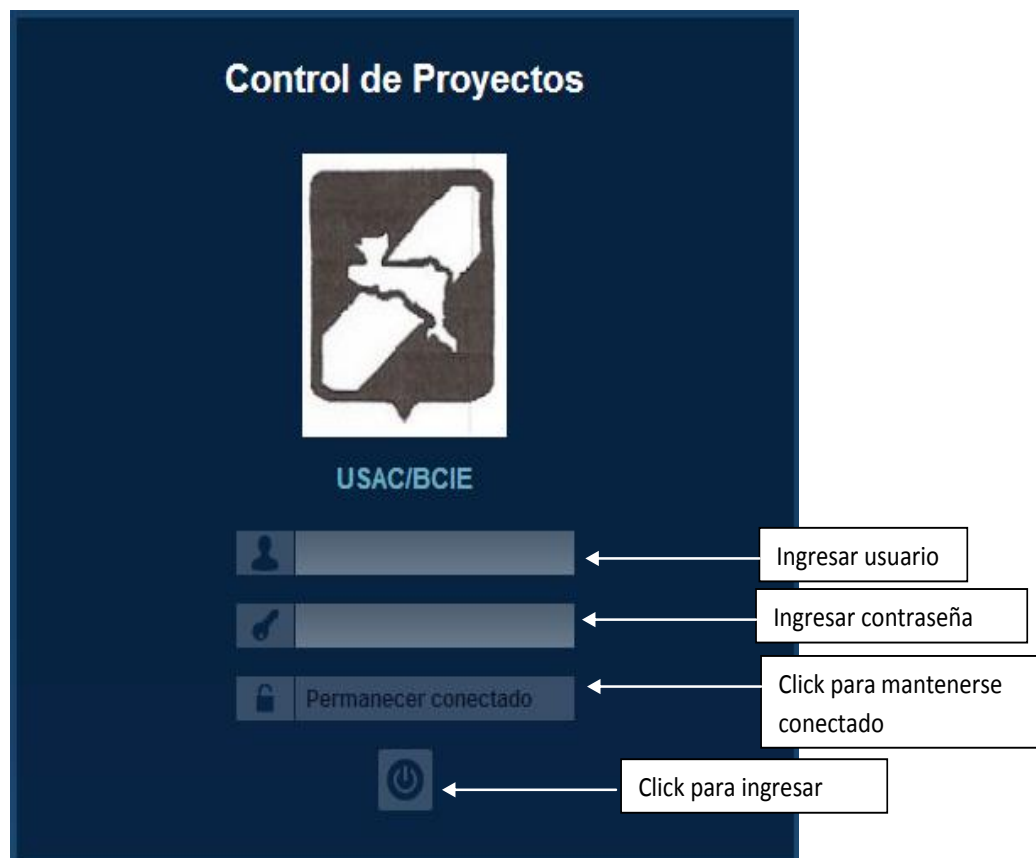 Control de Proyectos
USAC/BCIE
Ingresar usuario
Ingresar contraseña
Permanecer conectado
Click para mantenerse
conectado
Click para ingresar